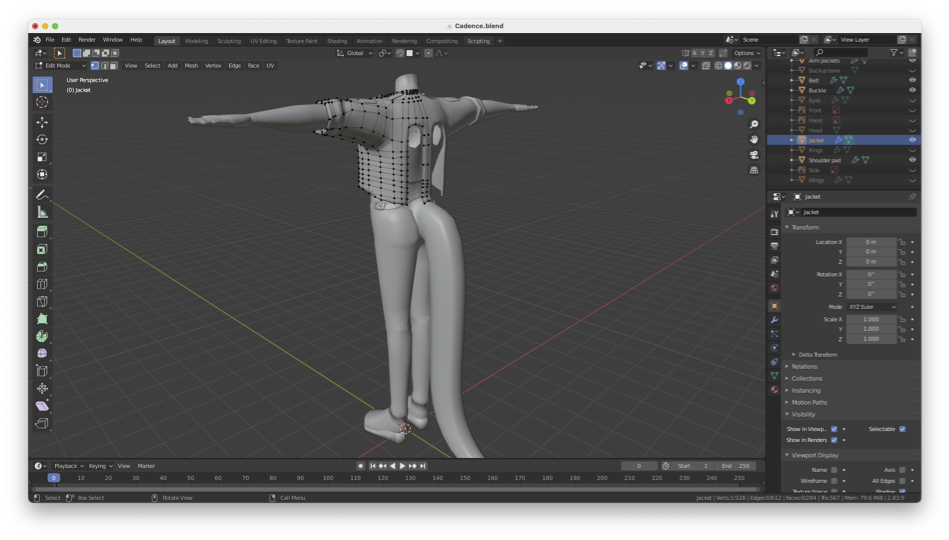 Cadence.blend
File Edit Render Window Help Layout Modeling Sculpting UV Editing Texture Paint Shading Animation Rendering Compositing Scripting + Scene View Layer
Global X Y Z Options
Edit Mode View Select Add Mesh Vertex Edge Face UV
User Perspective
(0) Jacket
Arm pockets
Backup bone
Belt
Buckle
Eyes
Front
Hand
Head
Jacket
Rings
Shoulder pad
Side
Wings
Jacket
Jacket
Transform
Location X 0 m
Y 0 m
Z 0 m
Rotation X 0°
Y 0°
Z 0°
Mode XYZ Euler
Scale X 1.000
Y 1.000
Z 1.000
Delta Transform
Relations
Collections
Instancing
Motion Paths
Visibility
Show in Viewp.. Selectable
Show in Renders
Viewport Display
Name Axis
Wireframe All Edges
Texture Space Shadow
Playback Keying View Marker 0 Start 1 End 250
0 10 20 30 40 50 60 70 80 90 100 110 120 130 140 150 160 170 180 190 200 210 220 230 240 250
Select Box Select Rotate View Call Menu Jacket | Verts:1/328 | Edges:0/612 | Faces:0/284 | Tris:567 | Mem: 79.6 MiB | 2.83.9